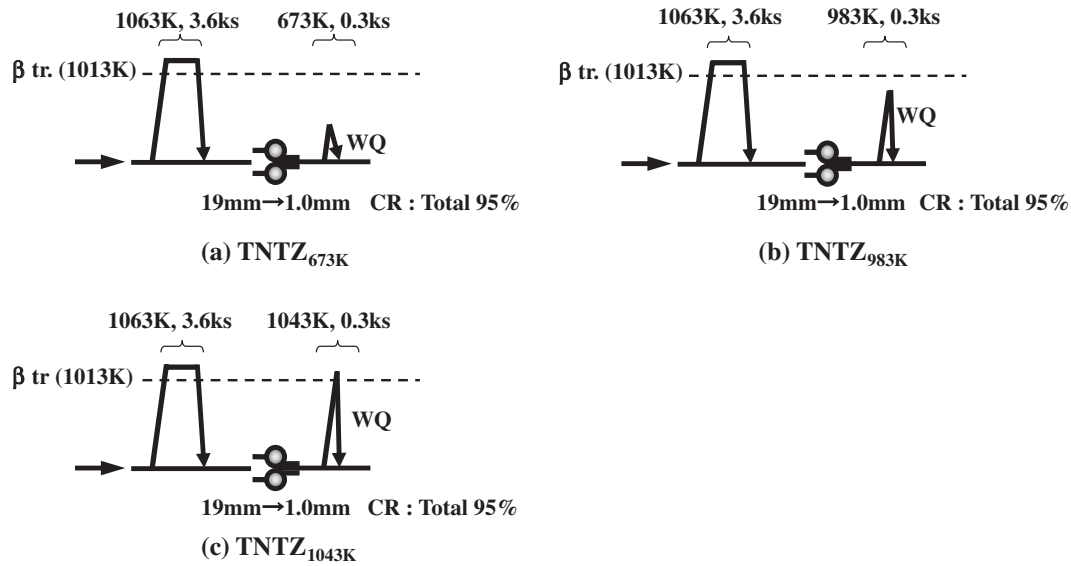 1063K, 3.6ks 673K, 0.3ks
β tr. (1013K)
WQ
19mm→1.0mm CR : Total 95%
(a) TNTZ673K
1063K, 3.6ks 983K, 0.3ks
β tr. (1013K)
WQ
19mm→1.0mm CR : Total 95%
(b) TNTZ983K
1063K, 3.6ks 1043K, 0.3ks
β tr (1013K)
WQ
19mm→1.0mm CR : Total 95%
(c) TNTZ1043K